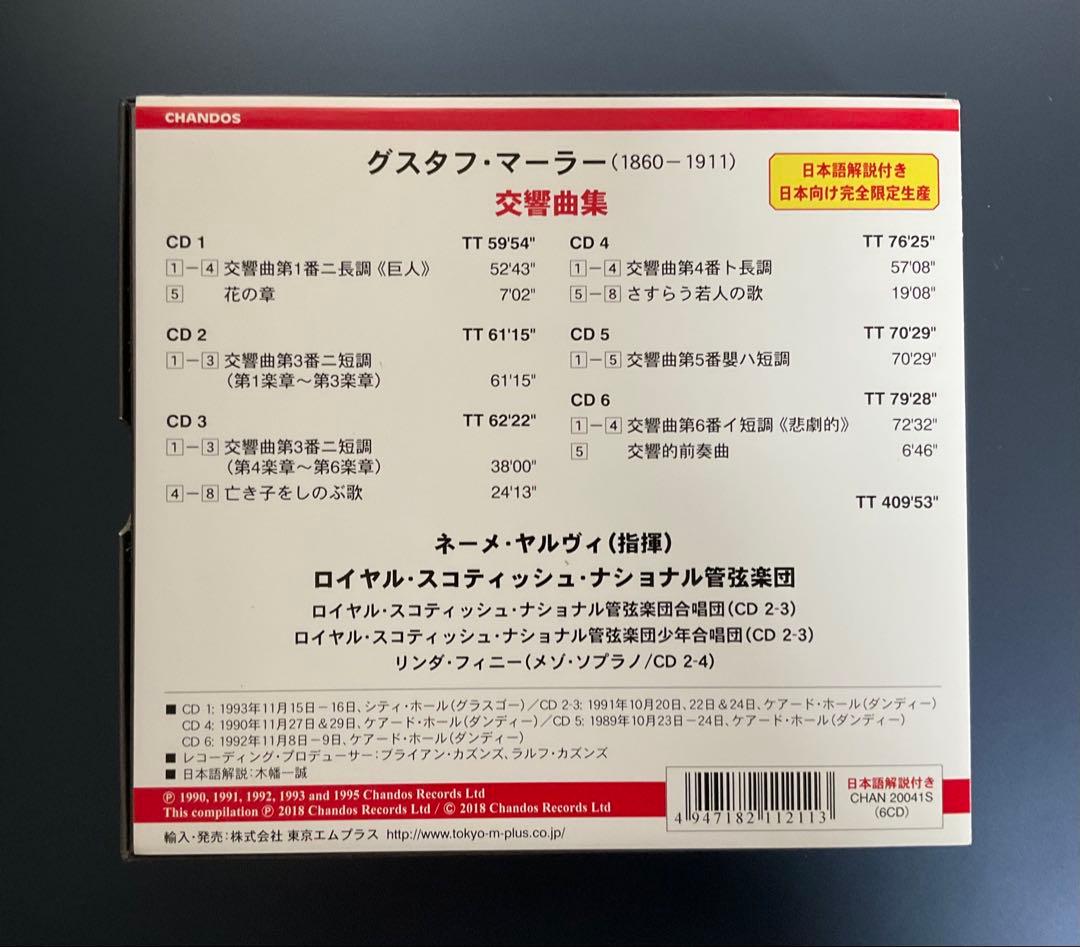 CHANDOS
グスタフ・マーラー(1860－1911)
交響曲集
日本語解説付き
日本向け完全限定生産
CD 1 TT 59'54"
1－4 交響曲第1番ニ長調《巨人》 52'43"
5 花の章 7'02"
CD 2 TT 61'15"
1－3 交響曲第3番ニ短調
(第1楽章～第3楽章) 61'15"
CD 3 TT 62'22"
1－3 交響曲第3番ニ短調
(第4楽章～第6楽章) 38'00"
4－8 亡き子をしのぶ歌 24'13"
CD 4 TT 76'25"
1－4 交響曲第4番ト長調 57'08"
5－8 さすらう若人の歌 19'08"
CD 5 TT 70'29"
1－5 交響曲第5番嬰ハ短調 70'29"
CD 6 TT 79'28"
1－4 交響曲第6番イ短調《悲劇的》 72'32"
5 交響的前奏曲 6'46"
TT 409'53"
ネーメ・ヤルヴィ(指揮)
ロイヤル・スコティッシュ・ナショナル管弦楽団
ロイヤル・スコティッシュ・ナショナル管弦楽団合唱団(CD 2-3)
ロイヤル・スコティッシュ・ナショナル管弦楽団少年合唱団(CD 2-3)
リンダ・フィニー(メゾ・ソプラノ/CD 2-4)
■ CD 1: 1993年11月15日－16日、シティ・ホール(グラスゴー)/CD 2-3: 1991年10月20日、22日&24日、ケアード・ホール(ダンディー)
CD 4: 1990年11月27日&29日、ケアード・ホール(ダンディー)/CD 5: 1989年10月23日－24日、ケアード・ホール(ダンディー)
CD 6: 1992年11月8日－9日、ケアード・ホール(ダンディー)
■ レコーディング・プロデューサー:ブライアン・カズンズ、ラルフ・カズンズ
■ 日本語解説:木幡一誠
℗ 1990, 1991, 1992, 1993 and 1995 Chandos Records Ltd
This compilation ℗ 2018 Chandos Records Ltd / © 2018 Chandos Records Ltd
輸入・発売:株式会社 東京エムプラス http://www.tokyo-m-plus.co.jp/
4 947182 112113
日本語解説付き
CHAN 20041S
(6CD)